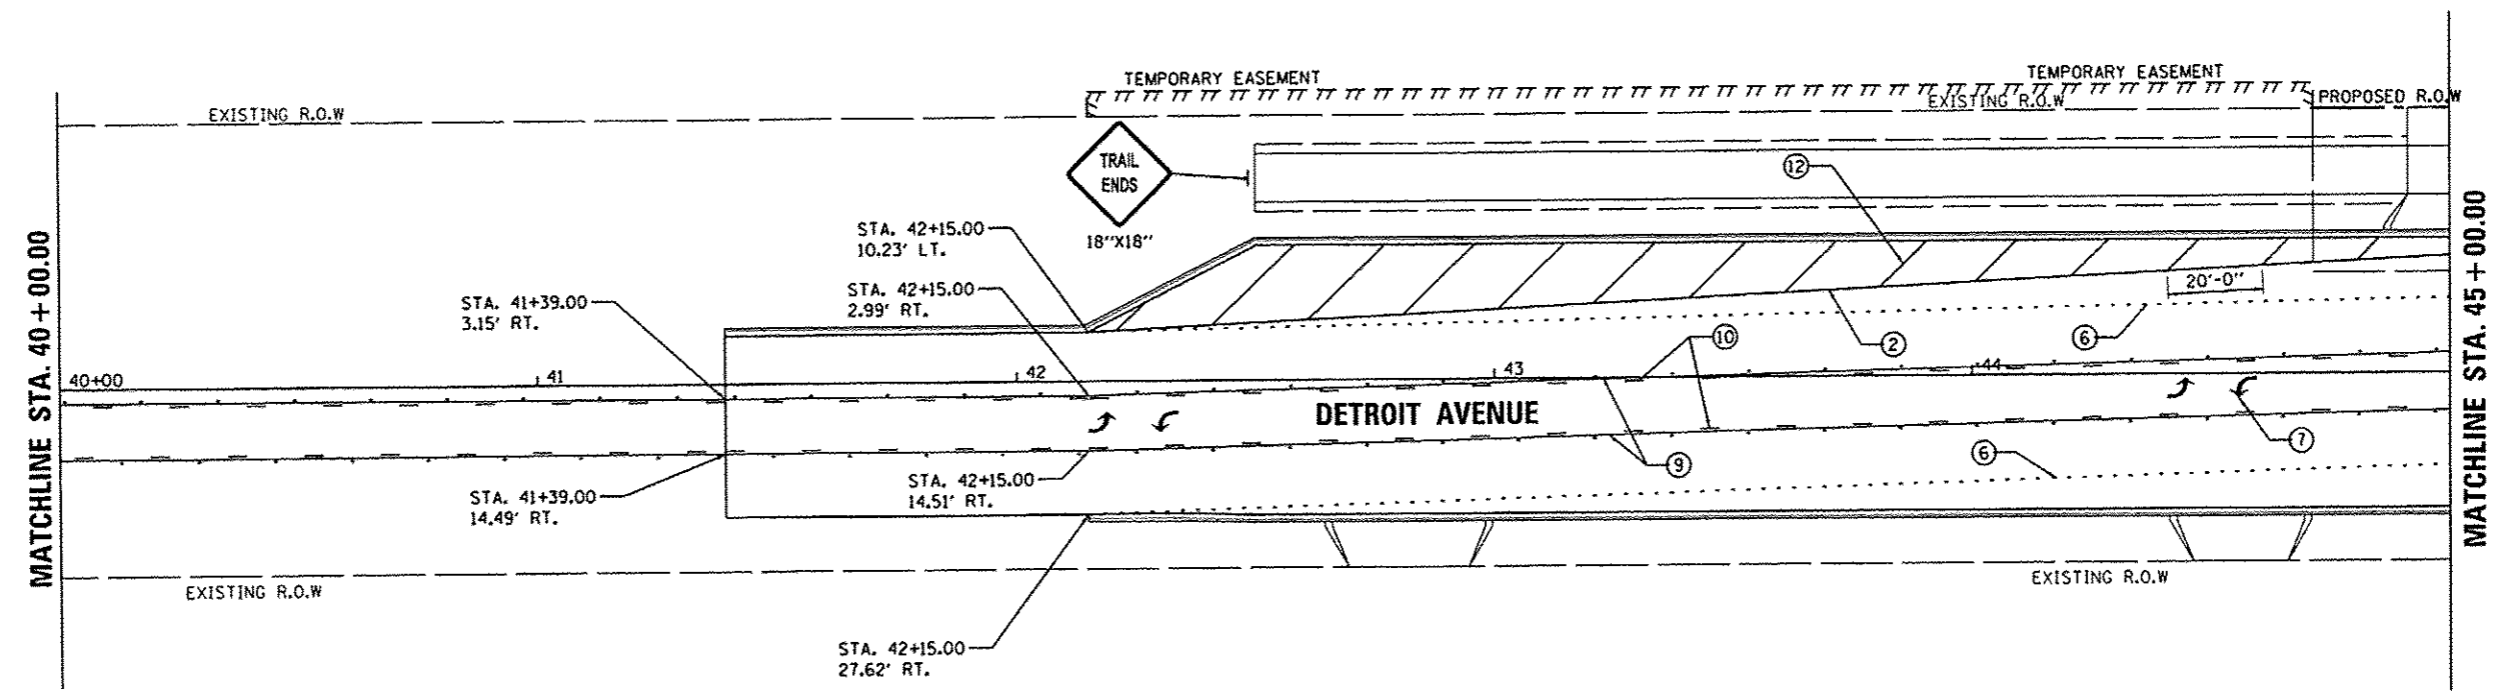 TEMPORARY EASEMENT
TEMPORARY EASEMENT
EXISTING R.O.W
EXISTING R.O.W
PROPOSED R.O.W
TRAIL
ENDS
18"X18"
12
STA. 42+15.00
10.23' LT.
STA. 42+15.00
2.99' RT.
STA. 41+39.00
3.15' RT.
20'-0"
6
2
10
MATCHLINE STA. 40+00.00
MATCHLINE STA. 45+00.00
40+00
41
42
43
44
DETROIT AVENUE
7
9
6
STA. 41+39.00
14.49' RT.
STA. 42+15.00
14.51' RT.
EXISTING R.O.W
EXISTING R.O.W
STA. 42+15.00
27.62' RT.